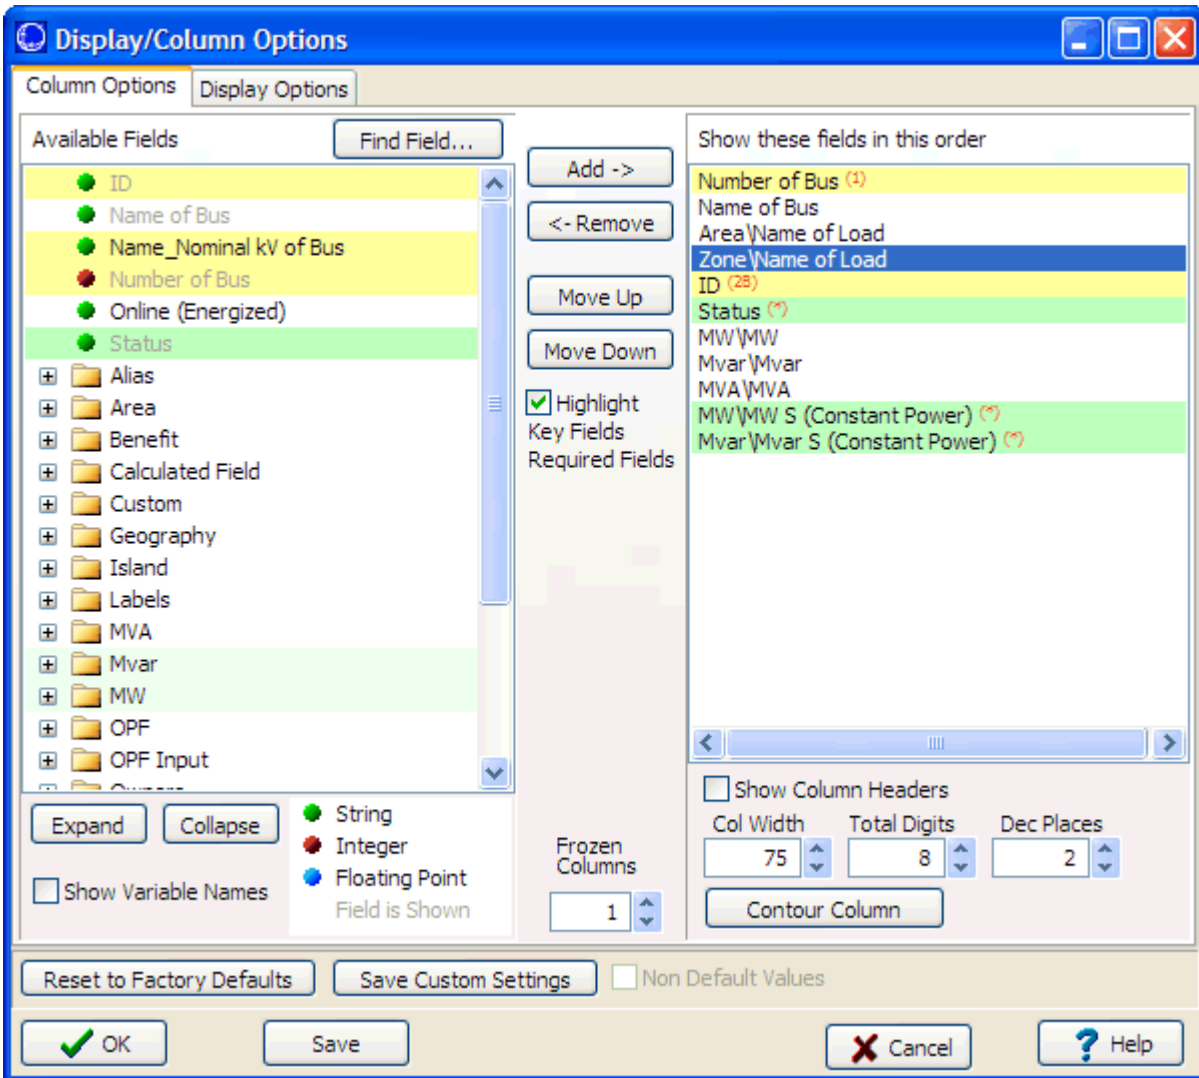 Display/Column Options
Column Options
Display Options
Available Fields
Find Field...
ID
Name of Bus
Name_Nominal kV of Bus
Number of Bus
Online (Energized)
Status
Alias
Area
Benefit
Calculated Field
Custom
Geography
Island
Labels
MVA
Mvar
MW
OPF
OPF Input
Expand
Collapse
Show Variable Names
String
Integer
Floating Point
Field is Shown
Add ->
<- Remove
Move Up
Move Down
Highlight
Key Fields
Required Fields
Frozen
Columns
1
Show these fields in this order
Number of Bus (1)
Name of Bus
Area\Name of Load
Zone\Name of Load
ID (2B)
Status (*)
MW\MW
Mvar\Mvar
MVA\MVA
MW\MW S (Constant Power) (*)
Mvar\Mvar S (Constant Power) (*)
Show Column Headers
Col Width Total Digits Dec Places
75 8 2
Contour Column
Reset to Factory Defaults
Save Custom Settings
Non Default Values
OK
Save
Cancel
Help